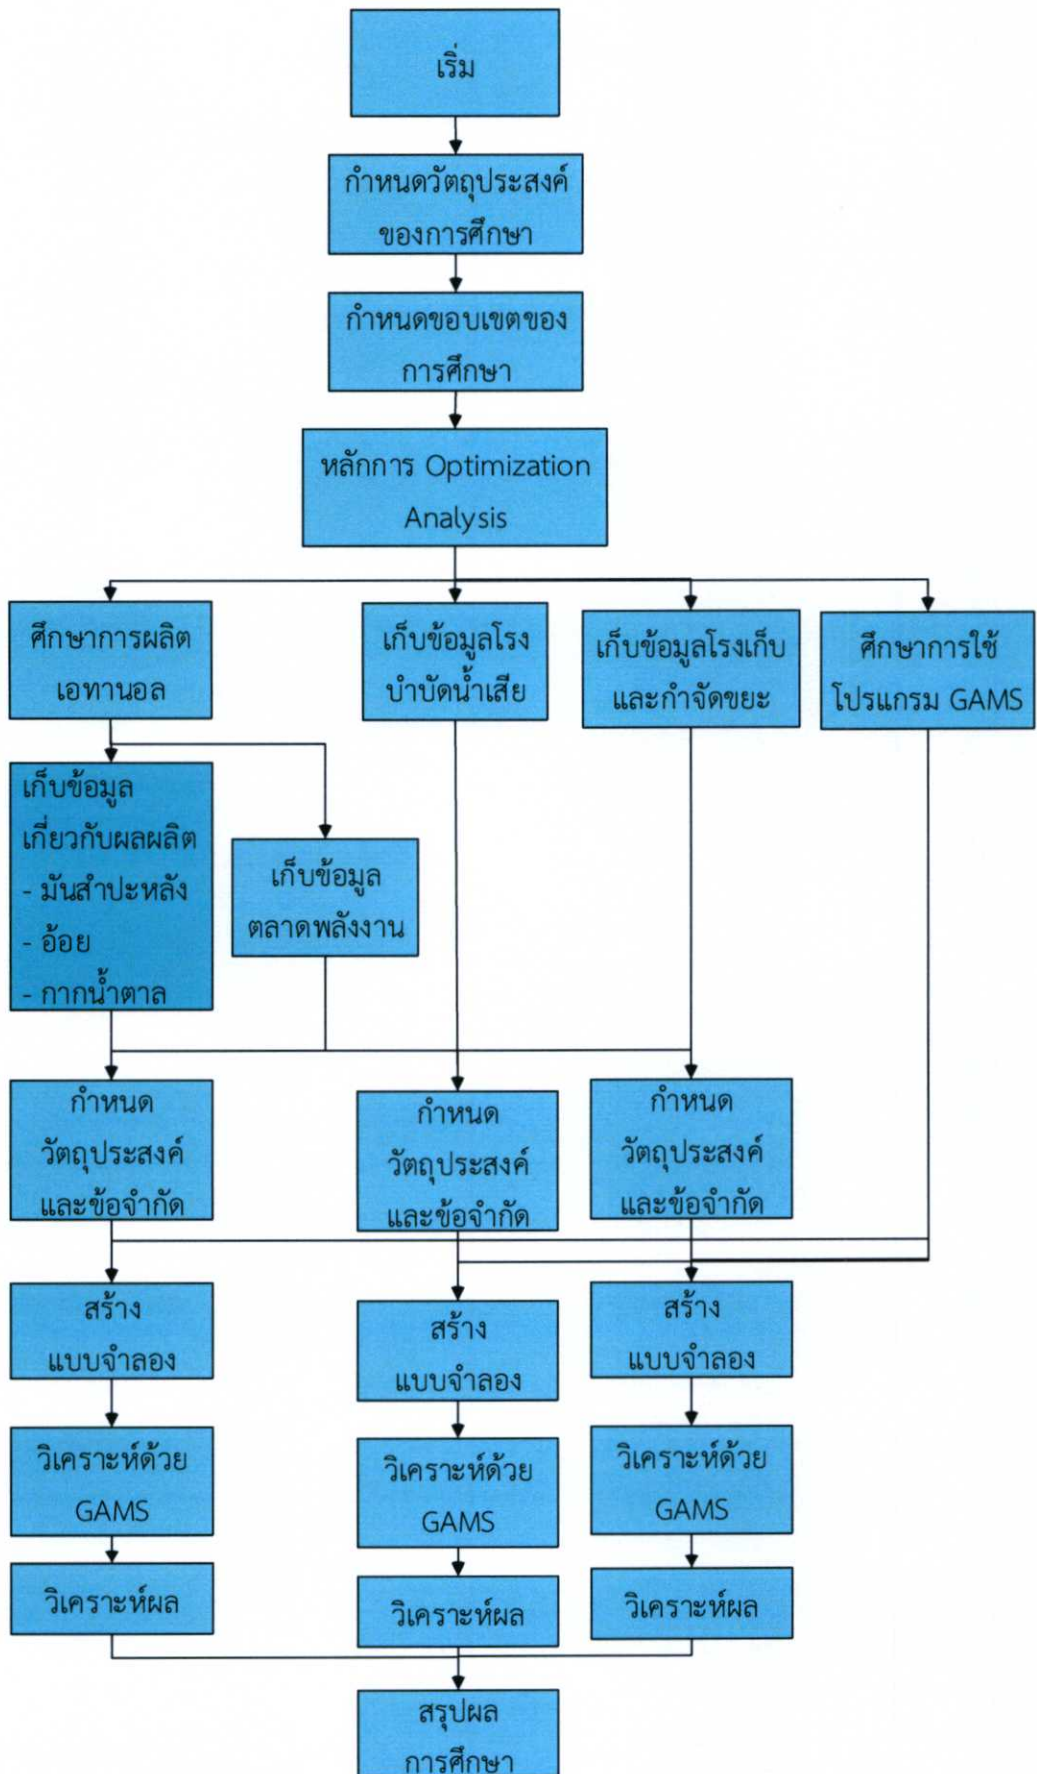 เริ่ม
กำหนดวัตถุประสงค์
ของการศึกษา
กำหนดขอบเขตของ
การศึกษา
หลักการ Optimization
Analysis
ศึกษาการผลิต
เอทานอล
เก็บข้อมูลโรง
บำบัดน้ำเสีย
เก็บข้อมูลโรงเก็บ
และกำจัดขยะ
ศึกษาการใช้
โปรแกรม GAMS
เก็บข้อมูล
เกี่ยวกับผลผลิต
- มันสำปะหลัง
- อ้อย
- กากน้ำตาล
เก็บข้อมูล
ตลาดพลังงาน
กำหนด
วัตถุประสงค์
และข้อจำกัด
กำหนด
วัตถุประสงค์
และข้อจำกัด
กำหนด
วัตถุประสงค์
และข้อจำกัด
สร้าง
แบบจำลอง
สร้าง
แบบจำลอง
สร้าง
แบบจำลอง
วิเคราะห์ด้วย
GAMS
วิเคราะห์ด้วย
GAMS
วิเคราะห์ด้วย
GAMS
วิเคราะห์ผล
วิเคราะห์ผล
วิเคราะห์ผล
สรุปผล
การศึกษา